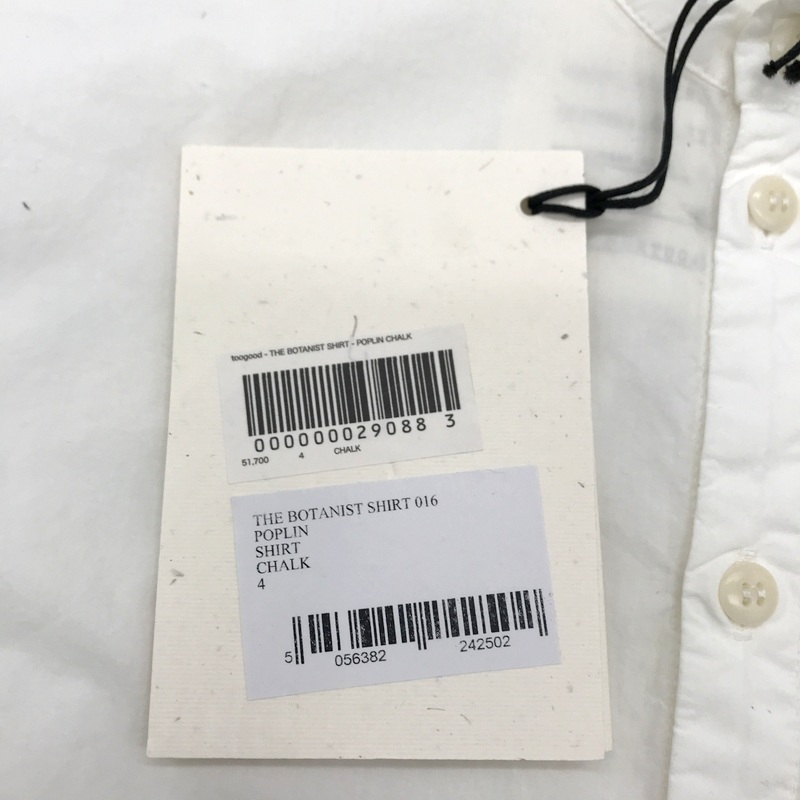 toogood - THE BOTANIST SHIRT - POPLIN CHALK
000000029088 3
51,700 4 CHALK
THE BOTANIST SHIRT 016
POPLIN
SHIRT
CHALK
4
5 056382 242502